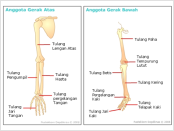 Anggota Gerak Atas
Tulang
Lengan Atas
Tulang
Pengumpil
Tulang
Hasta
Tulang
pergelangan
Tangan
Tulang
Jari
Tangan
Anggota Gerak Bawah
Tulang Paha
Tulang
Tempurung
Lutut
Tulang Betis
Tulang Kering
Tulang
Pergelangan
Kaki
Tulang
Telapak Kaki
Tulang Jari
Kaki